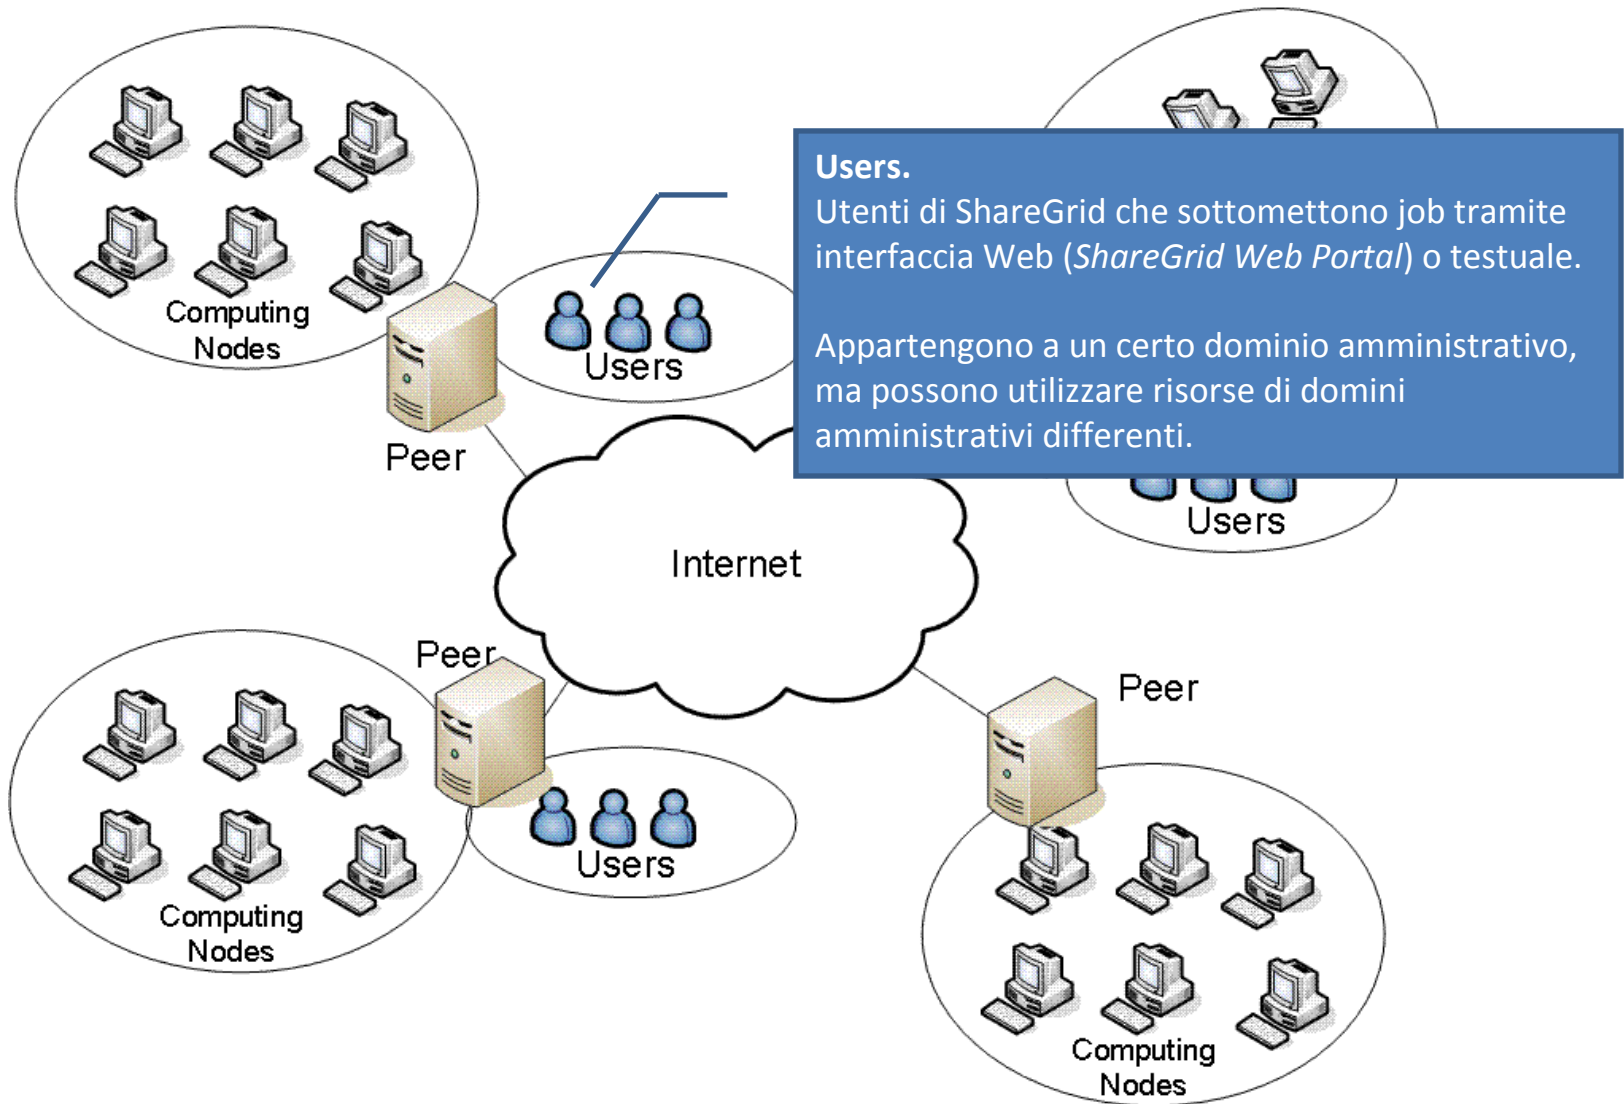 Users.
Utenti di ShareGrid che sottomettono job tramite
interfaccia Web (ShareGrid Web Portal) o testuale.
Appartengono a un certo dominio amministrativo,
ma possono utilizzare risorse di domini
amministrativi differenti.
Computing
Nodes
Users
Peer
Users
Internet
Peer
Peer
Users
Computing
Nodes
Computing
Nodes